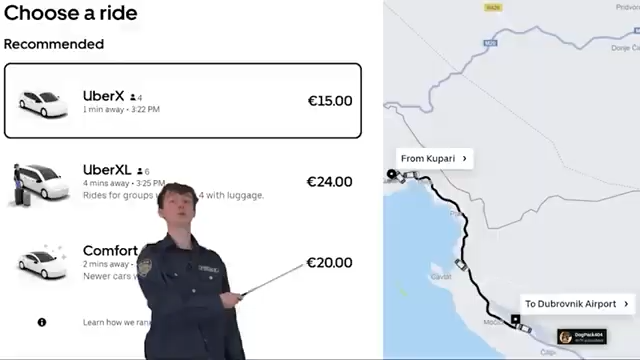 Choose a ride
Recommended
UberX 4
1 min away • 3:22 PM
€15.00
UberXL 6
4 mins away • 3:25 PM
Rides for groups 4 with luggage.
€24.00
Comfort
2 mins away •
Newer cars
€20.00
Learn how we
M20
From Kupari >
Cavtat
To Dubrovnik Airport >
DogPack404